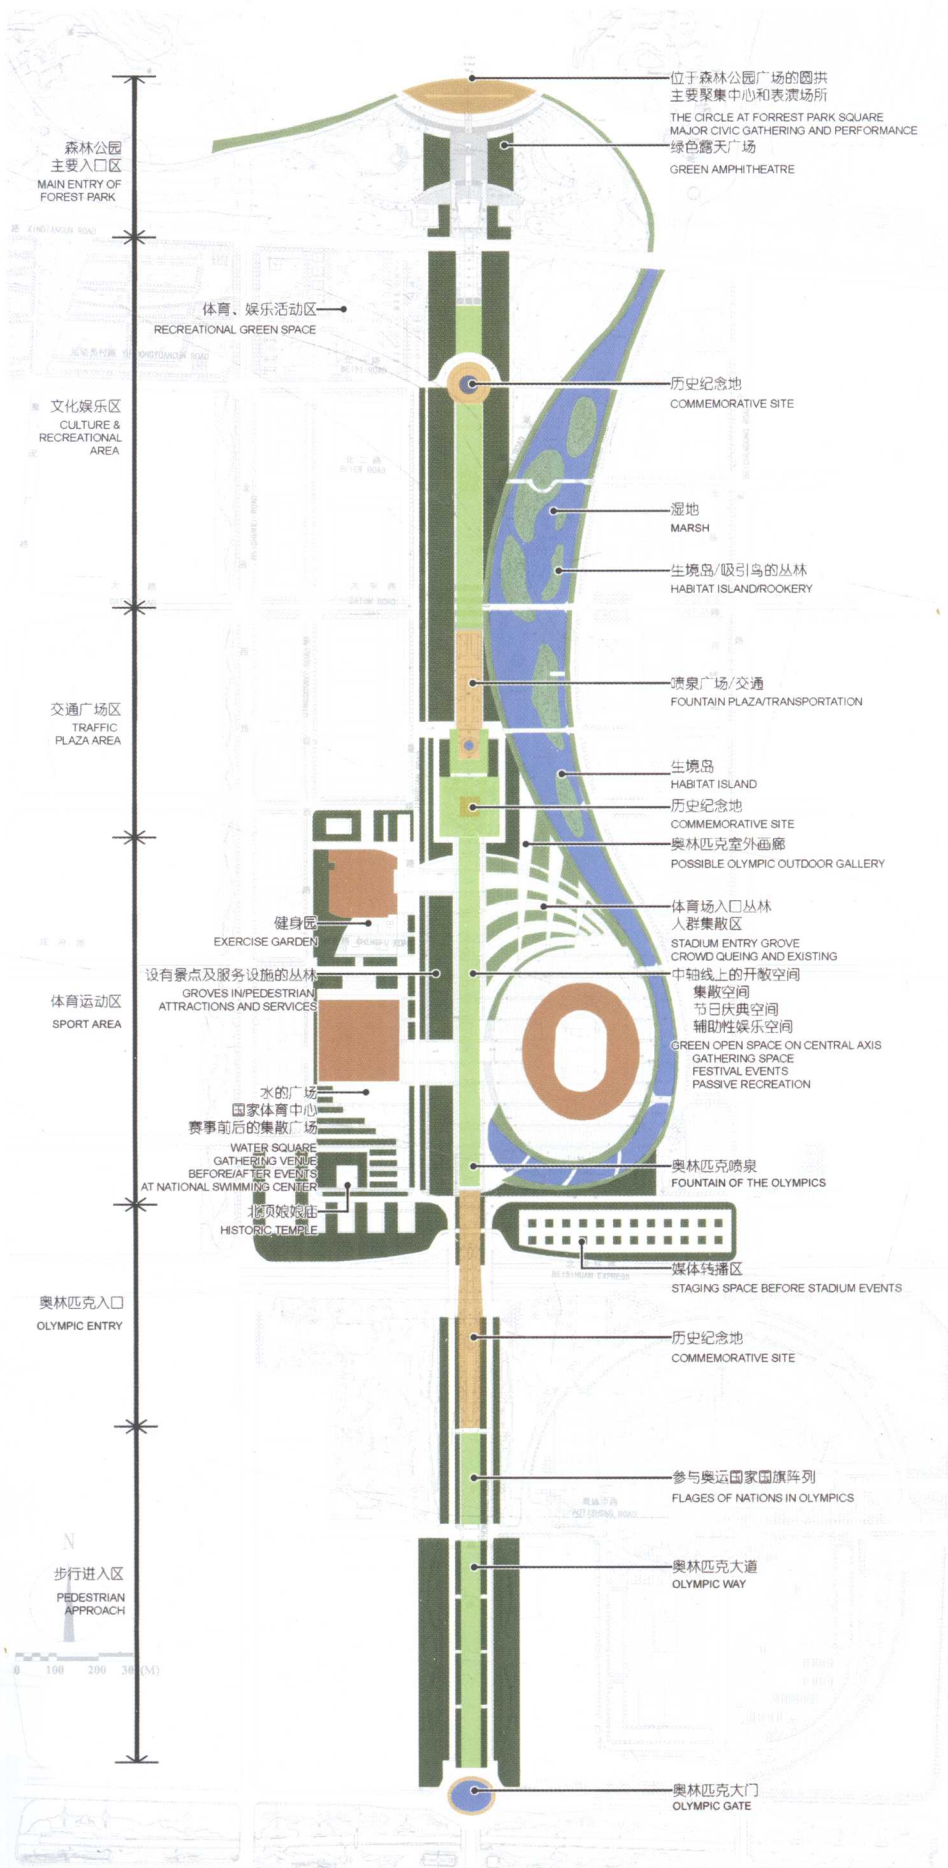 位于森林公园广场的圆拱
主要聚集中心和表演场所
THE CIRCLE AT FORREST PARK SQUARE
MAJOR CIVIC GATHERING AND PERFORMANCE
绿色露天广场
GREEN AMPHITHEATRE
森林公园
主要入口区
MAIN ENTRY OF
FOREST PARK
体育、娱乐活动区
RECREATIONAL GREEN SPACE
历史纪念地
COMMEMORATIVE SITE
文化娱乐区
CULTURE &
RECREATIONAL
AREA
湿地
MARSH
生境岛/吸引鸟的丛林
HABITAT ISLAND/ROOKERY
喷泉广场/交通
FOUNTAIN PLAZA/TRANSPORTATION
交通广场区
TRAFFIC
PLAZA AREA
生境岛
HABITAT ISLAND
历史纪念地
COMMEMORATIVE SITE
奥林匹克室外画廊
POSSIBLE OLYMPIC OUTDOOR GALLERY
体育场入口丛林
人群集散区
STADIUM ENTRY GROVE
CROWD QUEING AND EXISTING
健身园
EXERCISE GARDEN
设有景点及服务设施的丛林
GROVES IN/PEDESTRIAN
ATTRACTIONS AND SERVICES
中轴线上的开敞空间
集散空间
节日庆典空间
辅助性娱乐空间
GREEN OPEN SPACE ON CENTRAL AXIS
GATHERING SPACE
FESTIVAL EVENTS
PASSIVE RECREATION
体育运动区
SPORT AREA
水的广场
国家体育中心
赛事前后的集散广场
WATER SQUARE
GATHERING VENUE
BEFORE/AFTER EVENTS
AT NATIONAL SWIMMING CENTER
北顶娘娘庙
HISTORIC TEMPLE
奥林匹克喷泉
FOUNTAIN OF THE OLYMPICS
媒体转播区
STAGING SPACE BEFORE STADIUM EVENTS
奥林匹克入口
OLYMPIC ENTRY
历史纪念地
COMMEMORATIVE SITE
参与奥运国家国旗阵列
FLAGES OF NATIONS IN OLYMPICS
奥林匹克大道
OLYMPIC WAY
步行进入区
PEDESTRIAN
APPROACH
N
0 100 200 30 (M)
奥林匹克大门
OLYMPIC GATE